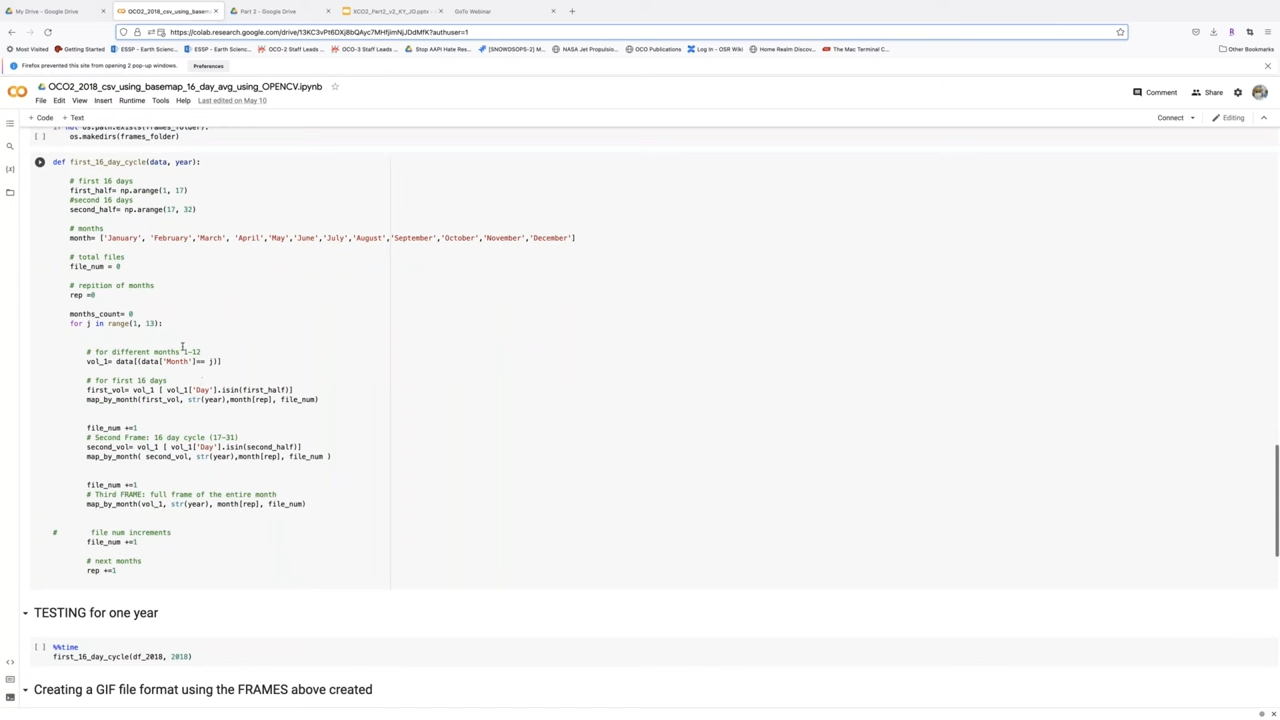 My Drive - Google Drive
OCO2_2018_csv_using_basemap_
Part 2 - Google Drive
XCO2_Part2_v2_KY_JO.pptx -
GoTo Webinar
https://colab.research.google.com/drive/13KC3vPt6DXj8bQAyc7MHfjimNjJDdMfK?authuser=1
Most Visited
Getting Started
ESSP - Earth Scienc...
ESSP - Earth Scienc...
OCO-2 Staff Leads ...
OCO-3 Staff Leads ...
Stop AAPI Hate Res...
[SNOWDSOPS-2] M...
NASA Jet Propulsio...
OCO Publications
Log In - OSR Wiki
Home Realm Discov...
The Mac Terminal C...
Other Bookmarks
Firefox prevented this site from opening 2 pop-up windows.
Preferences
OCO2_2018_csv_using_basemap_16_day_avg_using_OPENCV.ipynb
Comment
Share
File Edit View Insert Runtime Tools Help Last edited on May 10
+ Code + Text
Connect
Editing
if not os.path.exists(frames_folder):
[ ] os.makedirs(frames_folder)
def first_16_day_cycle(data, year):
# first 16 days
first_half= np.arange(1, 17)
#second 16 days
second_half= np.arange(17, 32)
# months
month= ['January', 'February','March', 'April','May','June','July','August','September','October','November','December']
# total files
file_num = 0
# repition of months
rep =0
months_count= 0
for j in range(1, 13):
# for different months 1-12
vol_1= data[(data['Month']== j)]
# for first 16 days
first_vol= vol_1 [ vol_1['Day'].isin(first_half)]
map_by_month(first_vol, str(year),month[rep], file_num)
file_num +=1
# Second Frame: 16 day cycle (17-31)
second_vol= vol_1 [ vol_1['Day'].isin(second_half)]
map_by_month( second_vol, str(year),month[rep], file_num )
file_num +=1
# Third FRAME: full frame of the entire month
map_by_month(vol_1, str(year), month[rep], file_num)
# file num increments
file_num +=1
# next months
rep +=1
TESTING for one year
[ ] %%time
first_16_day_cycle(df_2018, 2018)
Creating a GIF file format using the FRAMES above created